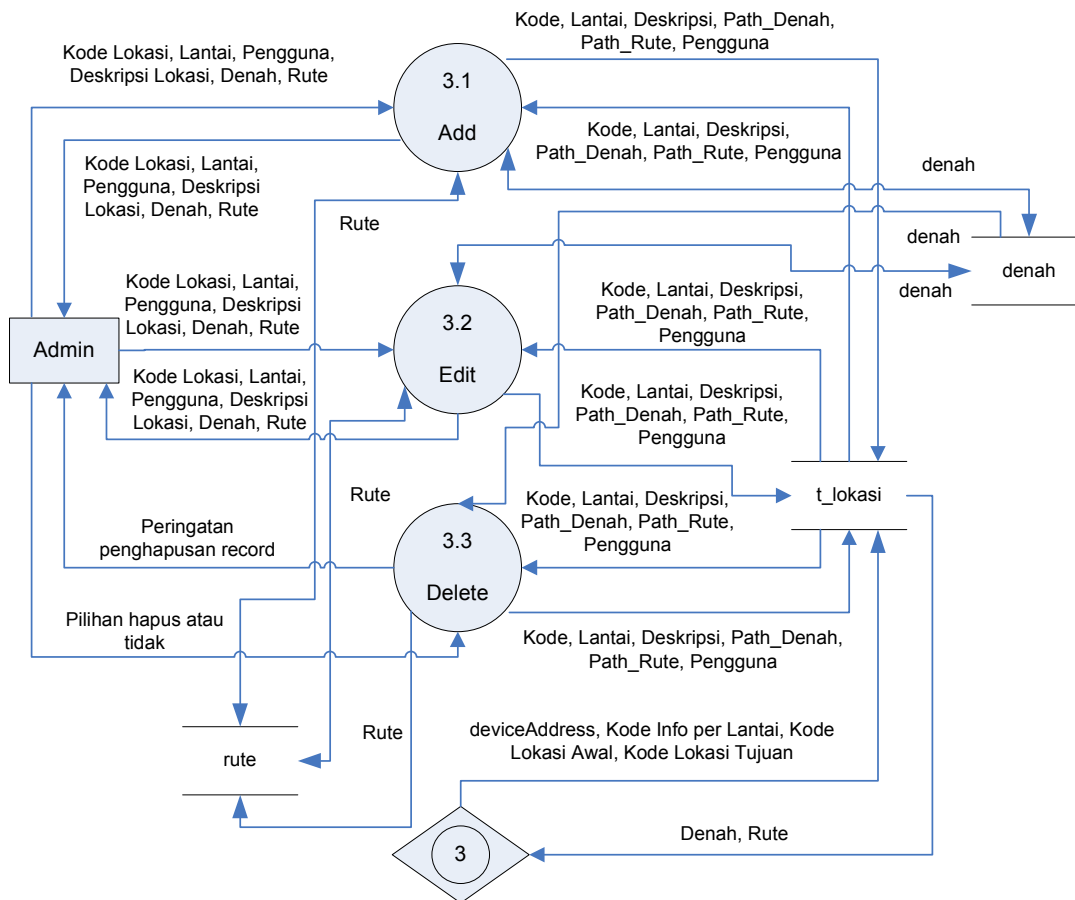 Kode, Lantai, Deskripsi, Path_Denah,
Path_Rute, Pengguna
Kode Lokasi, Lantai, Pengguna,
Deskripsi Lokasi, Denah, Rute
3.1
Add
Kode, Lantai, Deskripsi,
Path_Denah, Path_Rute, Pengguna
Kode Lokasi, Lantai,
Pengguna, Deskripsi
Lokasi, Denah, Rute
denah
Rute
denah
denah
denah
Kode Lokasi, Lantai,
Pengguna, Deskripsi
Lokasi, Denah, Rute
Kode, Lantai, Deskripsi,
Path_Denah, Path_Rute,
Pengguna
Admin
3.2
Edit
Kode Lokasi, Lantai,
Pengguna, Deskripsi
Lokasi, Denah, Rute
Kode, Lantai, Deskripsi,
Path_Denah, Path_Rute,
Pengguna
Rute
t_lokasi
Kode, Lantai, Deskripsi,
Path_Denah, Path_Rute,
Pengguna
Peringatan
penghapusan record
3.3
Delete
Pilihan hapus atau
tidak
Kode, Lantai, Deskripsi, Path_Denah,
Path_Rute, Pengguna
rute
Rute
deviceAddress, Kode Info per Lantai, Kode
Lokasi Awal, Kode Lokasi Tujuan
Denah, Rute
3